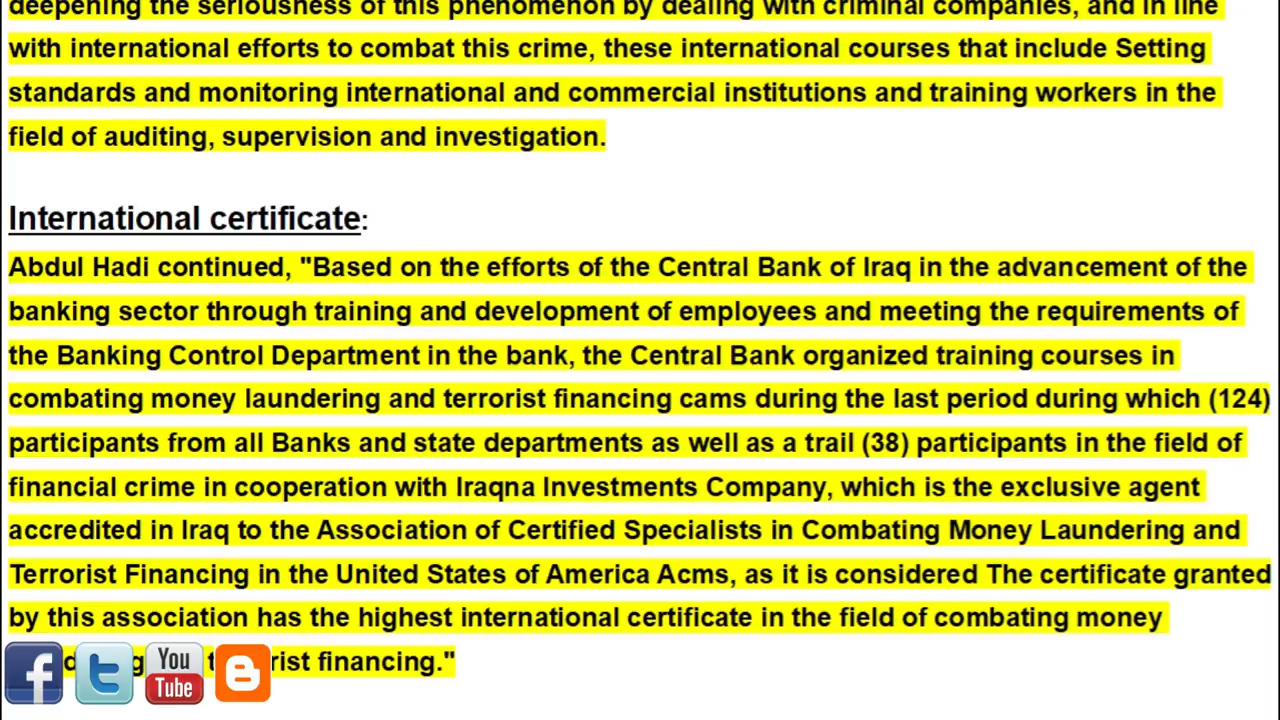 deepening the seriousness of this phenomenon by dealing with criminal companies, and in line
with international efforts to combat this crime, these international courses that include Setting
standards and monitoring international and commercial institutions and training workers in the
field of auditing, supervision and investigation.
International certificate:
Abdul Hadi continued, "Based on the efforts of the Central Bank of Iraq in the advancement of the
banking sector through training and development of employees and meeting the requirements of
the Banking Control Department in the bank, the Central Bank organized training courses in
combating money laundering and terrorist financing cams during the last period during which (124)
participants from all Banks and state departments as well as a trail (38) participants in the field of
financial crime in cooperation with Iraqna Investments Company, which is the exclusive agent
accredited in Iraq to the Association of Certified Specialists in Combating Money Laundering and
Terrorist Financing in the United States of America Acms, as it is considered The certificate granted
by this association has the highest international certificate in the field of combating money
financing."
You
Tube